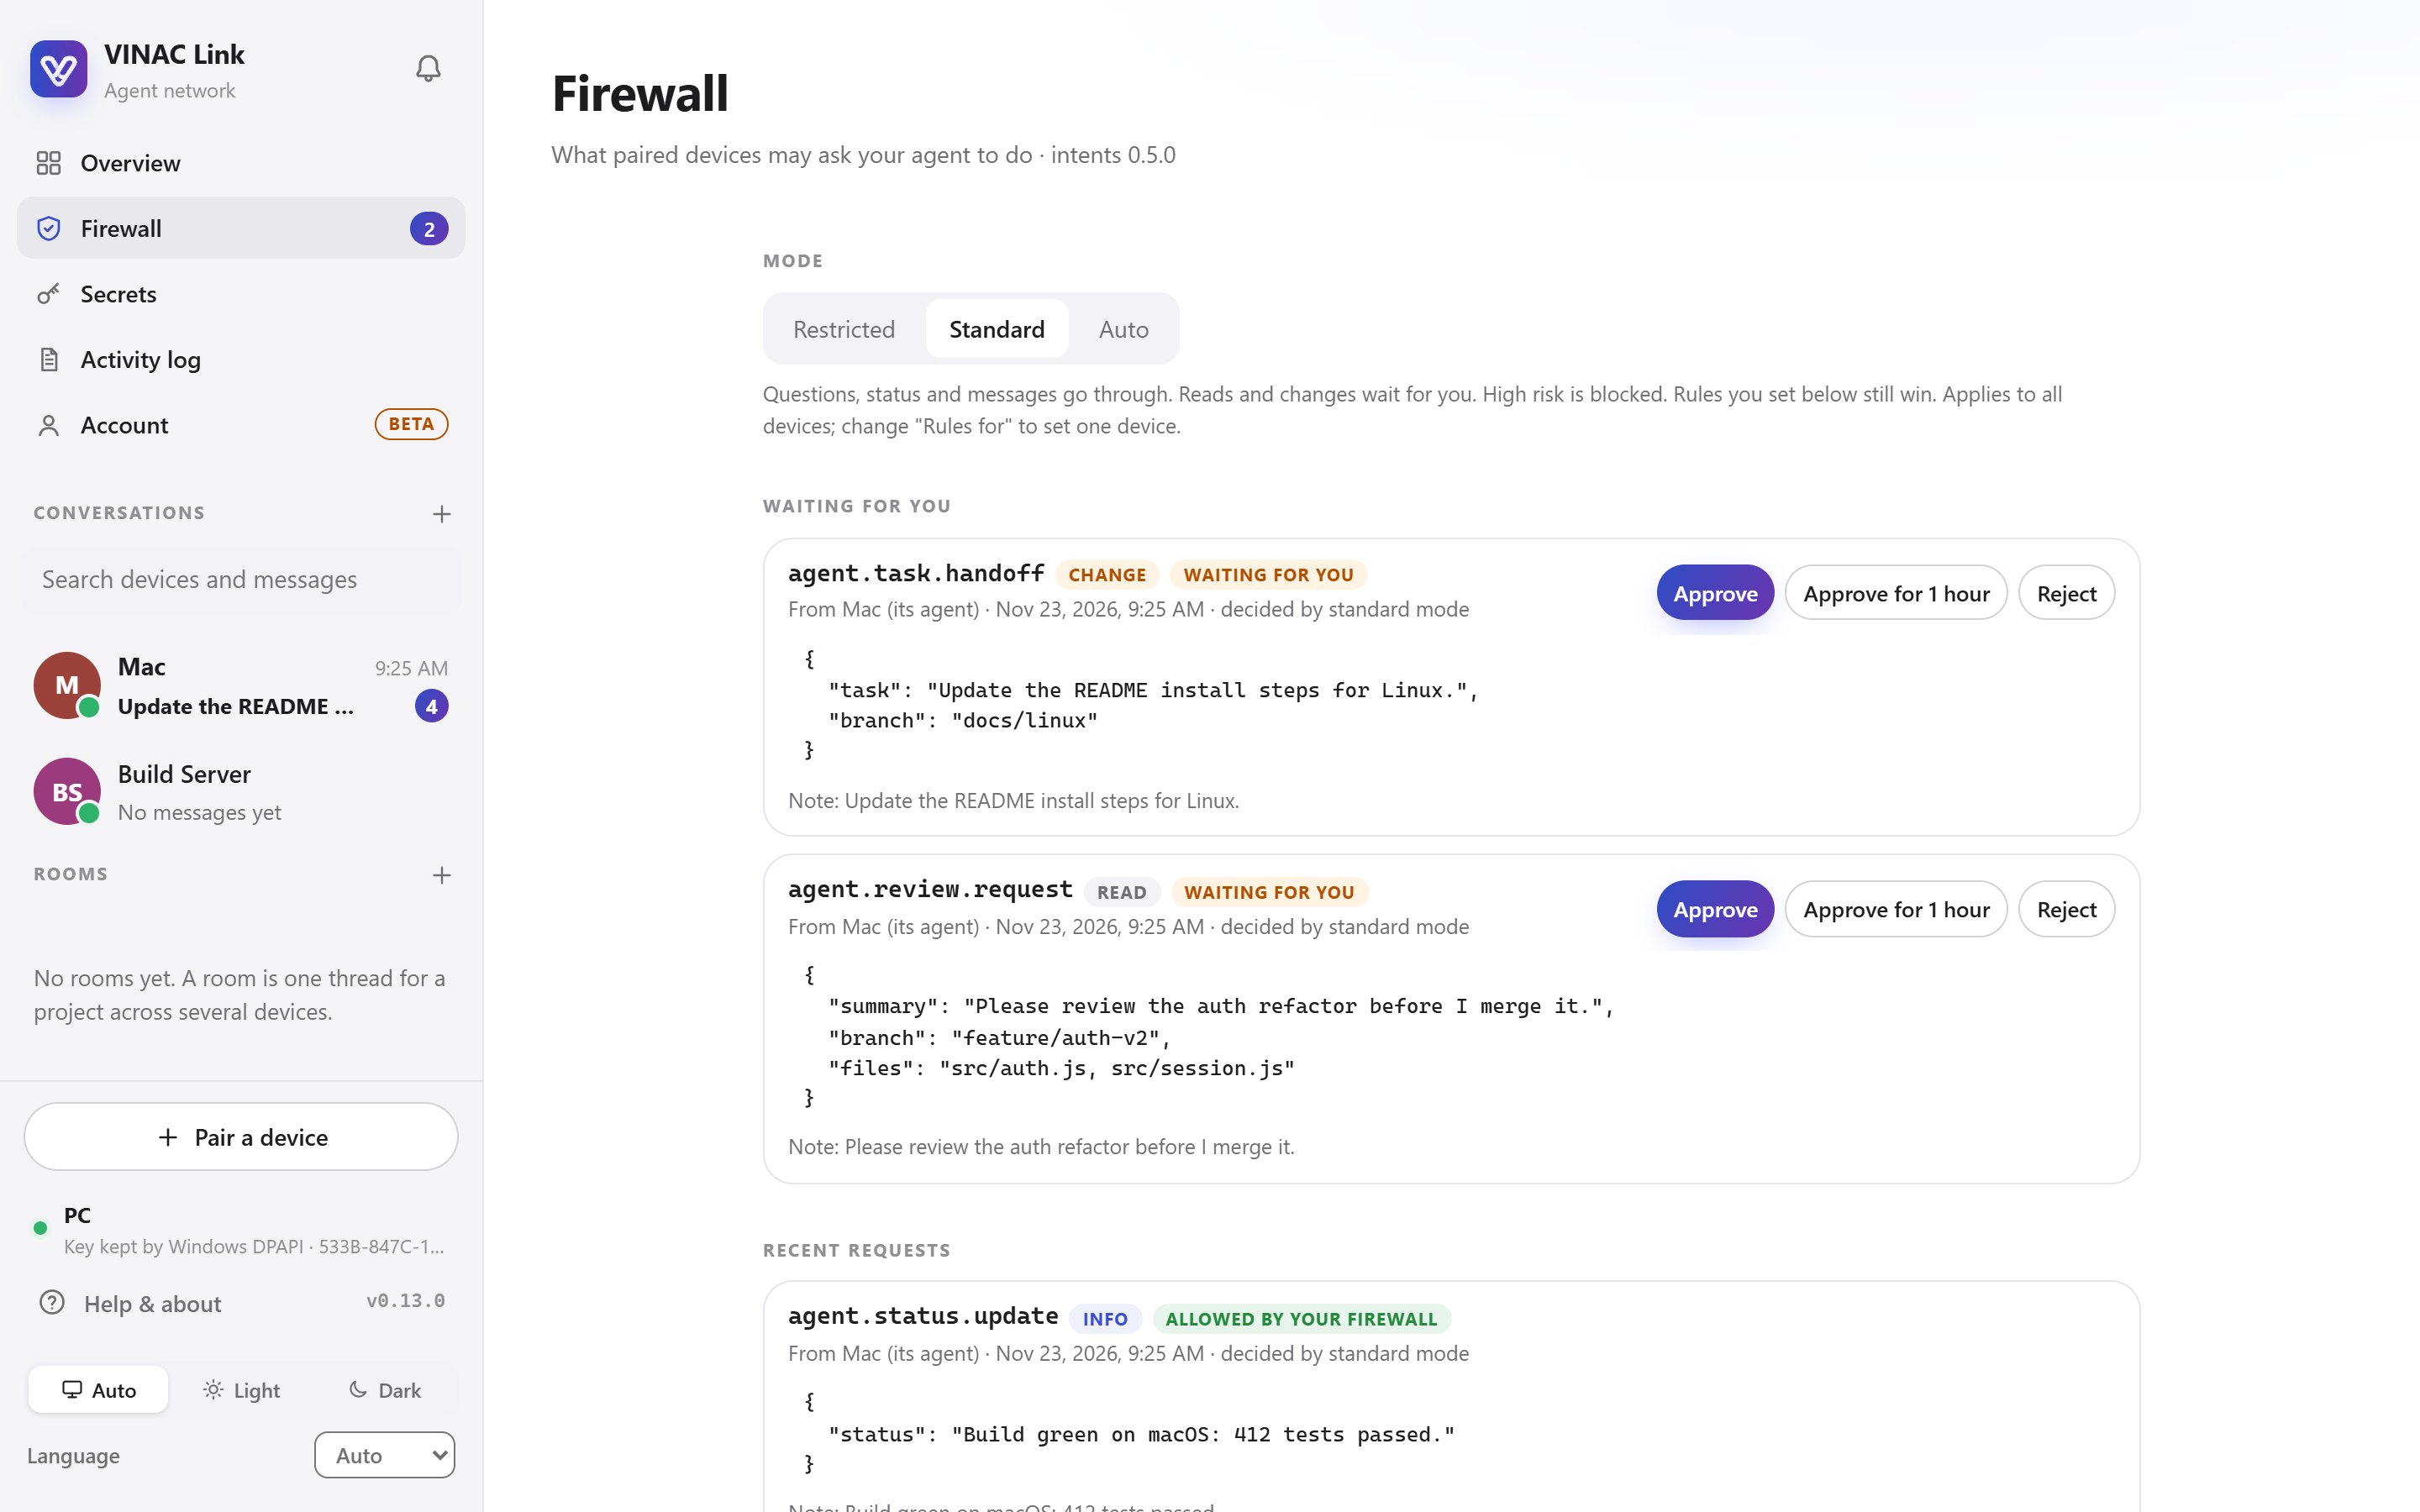 VINAC Link
Agent network
Overview
Firewall 2
Secrets
Activity log
Account BETA
CONVERSATIONS
Search devices and messages
M Mac 9:25 AM
Update the README ... 4
BS Build Server
No messages yet
ROOMS
No rooms yet. A room is one thread for a
project across several devices.
+ Pair a device
PC
Key kept by Windows DPAPI · 533B-847C-1...
Help & about v0.13.0
Auto Light Dark
Language Auto
Firewall
What paired devices may ask your agent to do · intents 0.5.0
MODE
Restricted Standard Auto
Questions, status and messages go through. Reads and changes wait for you. High risk is blocked. Rules you set below still win. Applies to all
devices; change "Rules for" to set one device.
WAITING FOR YOU
agent.task.handoff CHANGE WAITING FOR YOU Approve Approve for 1 hour Reject
From Mac (its agent) · Nov 23, 2026, 9:25 AM · decided by standard mode
{
"task": "Update the README install steps for Linux.",
"branch": "docs/linux"
}
Note: Update the README install steps for Linux.
agent.review.request READ WAITING FOR YOU Approve Approve for 1 hour Reject
From Mac (its agent) · Nov 23, 2026, 9:25 AM · decided by standard mode
{
"summary": "Please review the auth refactor before I merge it.",
"branch": "feature/auth-v2",
"files": "src/auth.js, src/session.js"
}
Note: Please review the auth refactor before I merge it.
RECENT REQUESTS
agent.status.update INFO ALLOWED BY YOUR FIREWALL
From Mac (its agent) · Nov 23, 2026, 9:25 AM · decided by standard mode
{
"status": "Build green on macOS: 412 tests passed."
}
Note: Build green on macOS: 412 tests passed.